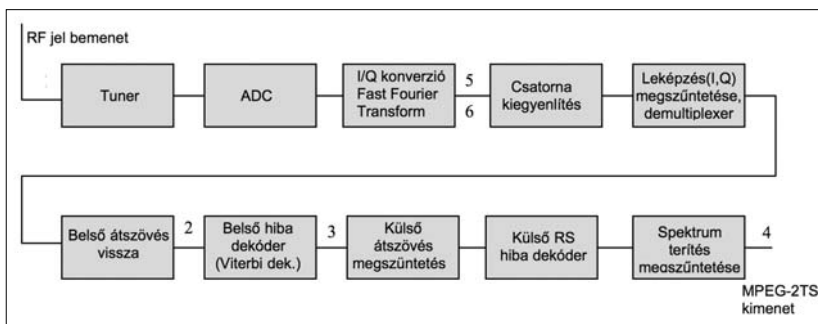 RF jel bemenet
Tuner
ADC
I/Q konverzió
Fast Fourier
Transform
5
6
Csatorna
kiegyenlítés
Leképzés(I,Q)
megszűntetése,
demultiplexer
Belső átszövés
vissza
2
Belső hiba
dekóder
(Viterbi dek.)
3
Külső
átszövés
megszüntetés
Külső RS
hiba dekóder
Spektrum
terítés
megszűntetése
4
MPEG-2TS
kimenet